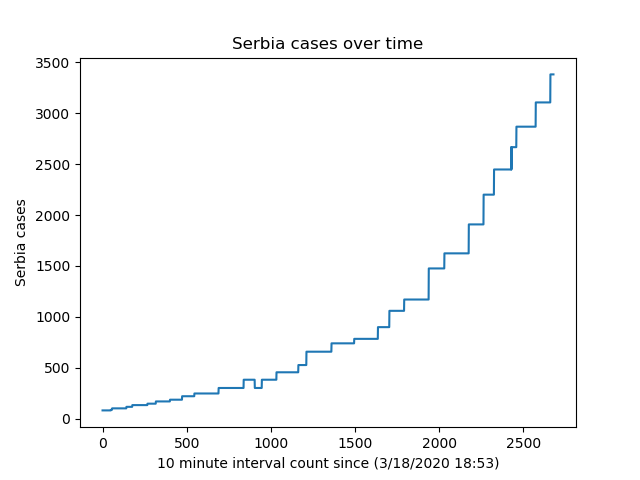 Serbia cases over time
3500
3000
2500
2000
1500
1000
500
0
Serbia cases
0 500 1000 1500 2000 2500
10 minute interval count since (3/18/2020 18:53)